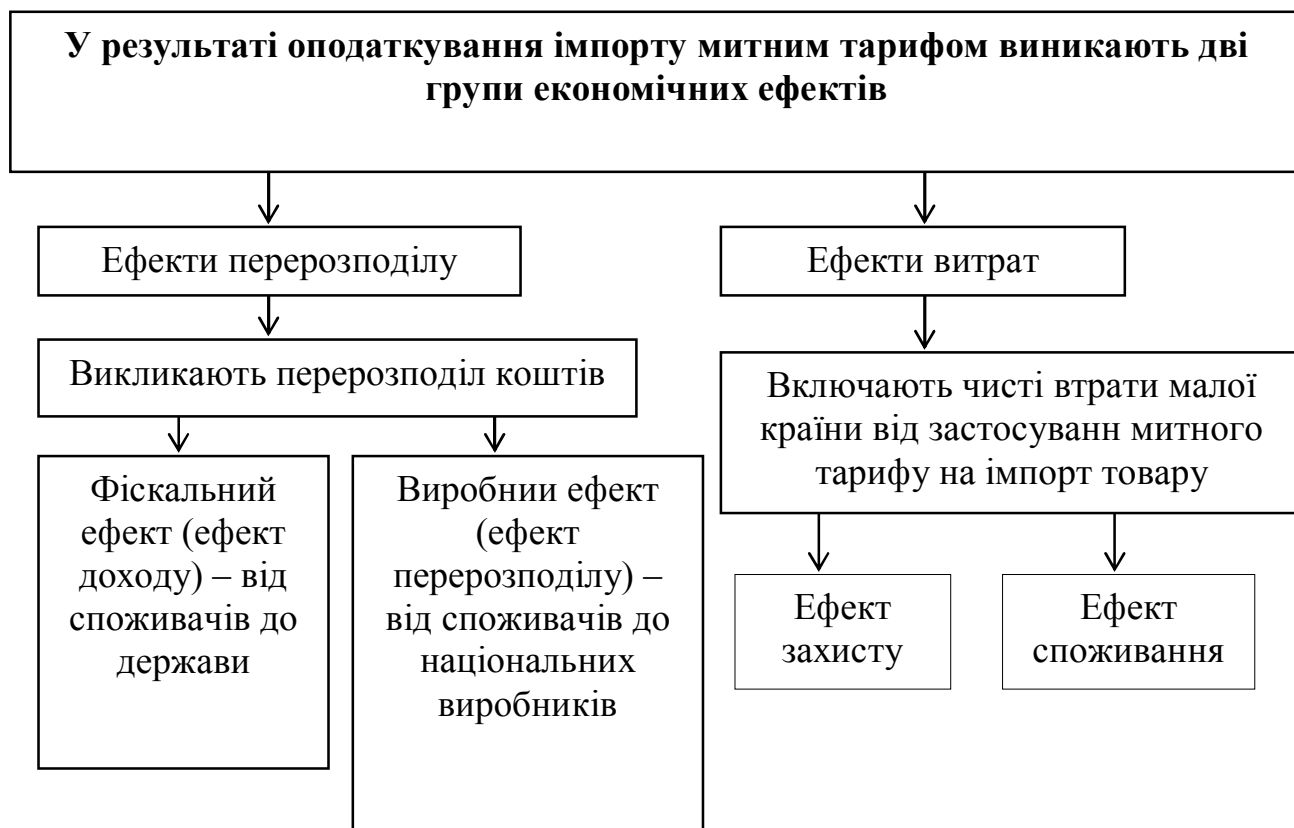 У результаті оподаткування імпорту митним тарифом виникають дві
групи економічних ефектів
Ефекти перерозподілу
Ефекти витрат
Викликають перерозподіл коштів
Включають чисті втрати малої
країни від застосуванн митного
тарифу на імпорт товару
Фіскальний
ефект (ефект
доходу) – від
споживачів до
держави
Виробнии ефект
(ефект
перерозподілу) –
від споживачів до
національних
виробників
Ефект
захисту
Ефект
споживання